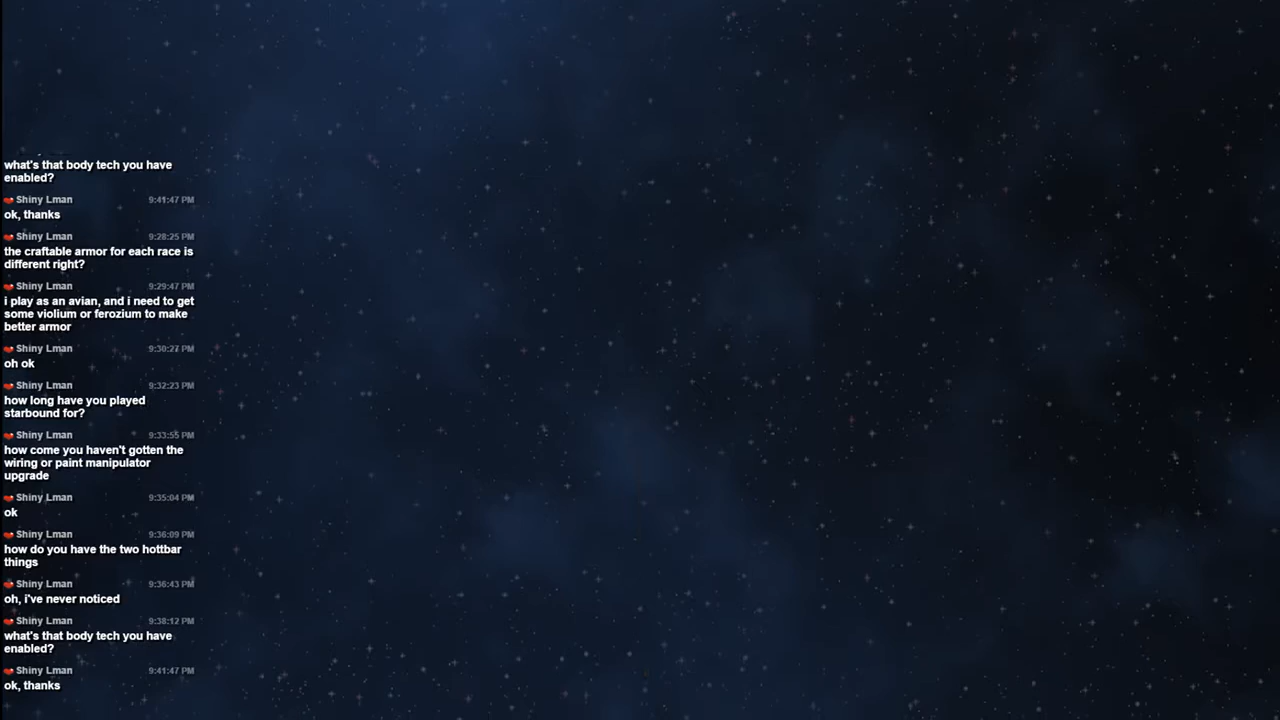 what's that body tech you have
enabled?
Shiny Lman 9:41:47 PM
ok, thanks
Shiny Lman 9:28:25 PM
the craftable armor for each race is
different right?
Shiny Lman 9:29:47 PM
i play as an avian, and i need to get
some violium or ferozium to make
better armor
Shiny Lman 9:30:27 PM
oh ok
Shiny Lman 9:32:23 PM
how long have you played
starbound for?
Shiny Lman 9:33:55 PM
how come you haven't gotten the
wiring or paint manipulator
upgrade
Shiny Lman 9:35:04 PM
ok
Shiny Lman 9:36:09 PM
how do you have the two hottbar
things
Shiny Lman 9:36:43 PM
oh, i've never noticed
Shiny Lman 9:38:12 PM
what's that body tech you have
enabled?
Shiny Lman 9:41:47 PM
ok, thanks